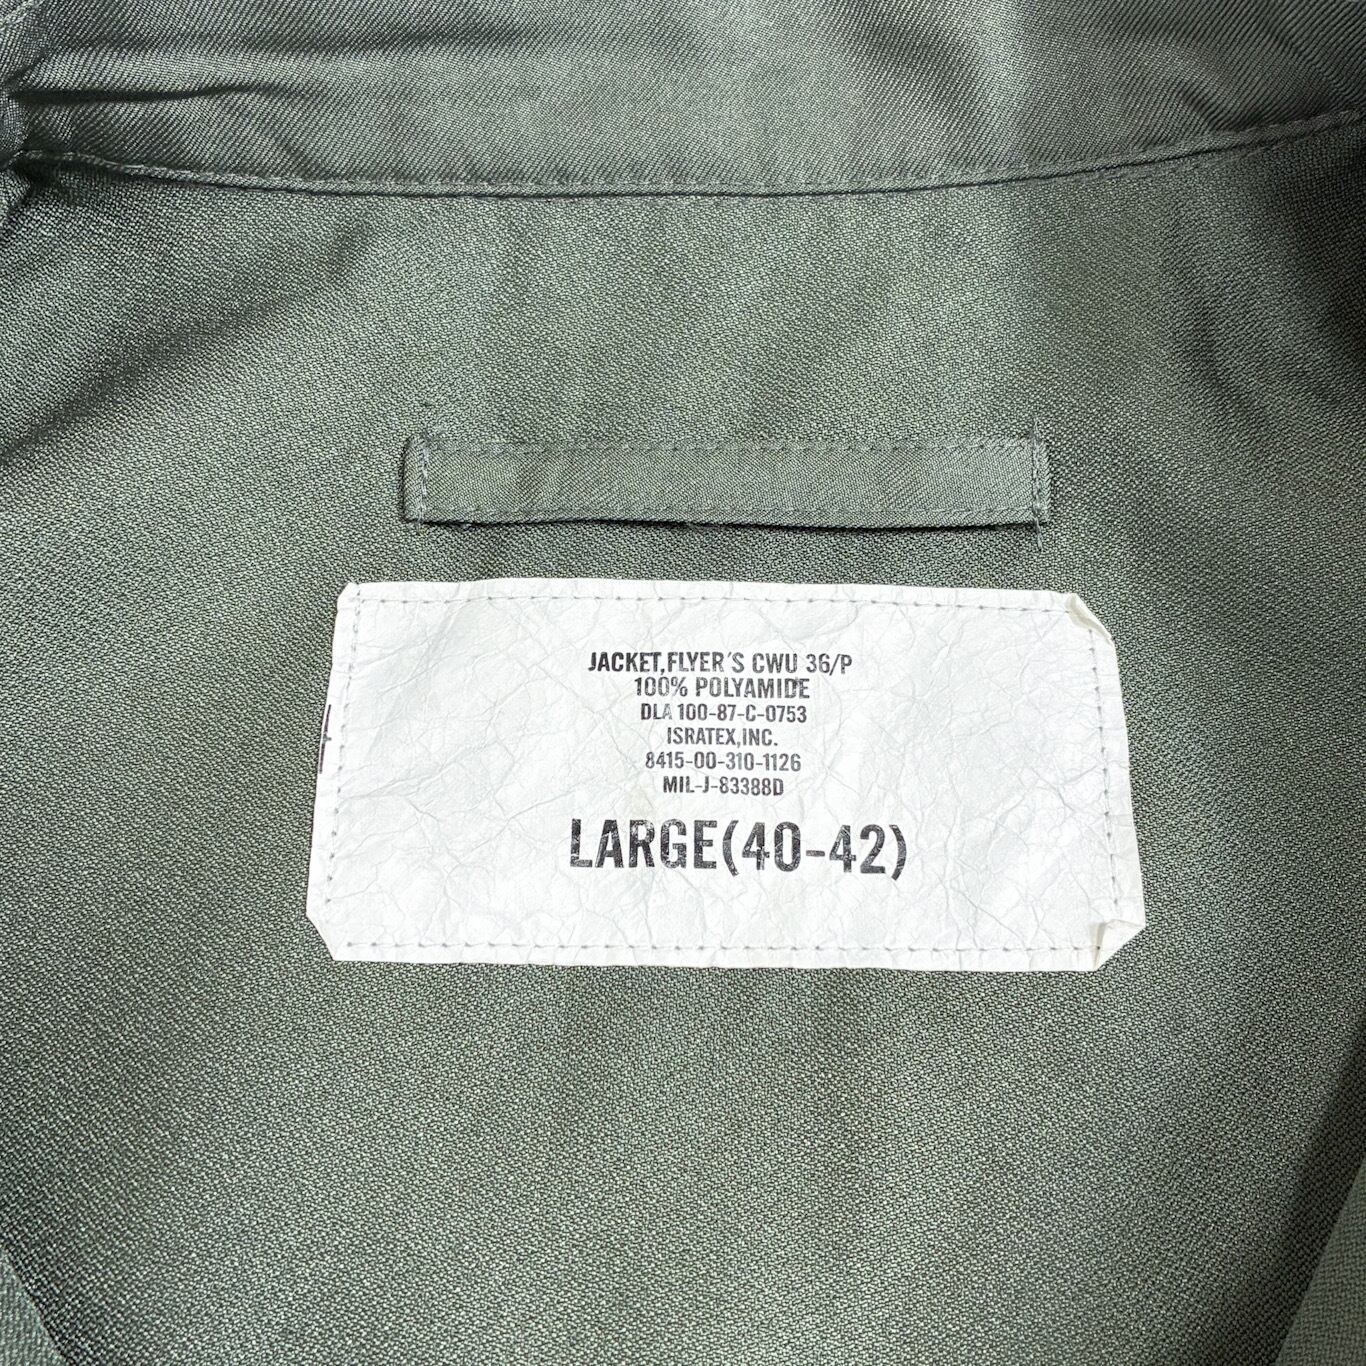 JACKET,FLYER'S CWU 36/P
100% POLYAMIDE
DLA 100-87-C-0753
ISRATEX,INC.
8415-00-310-1126
MIL-J-83388D
LARGE(40-42)